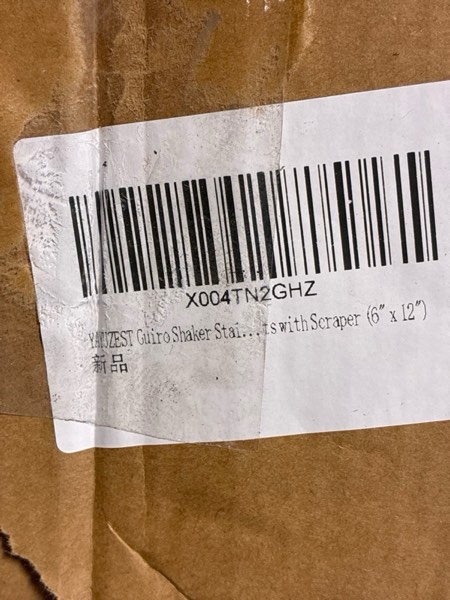 X004TN2GHZ
Guiro Shaker Stai...ts with Scraper (6" x 12")
新品